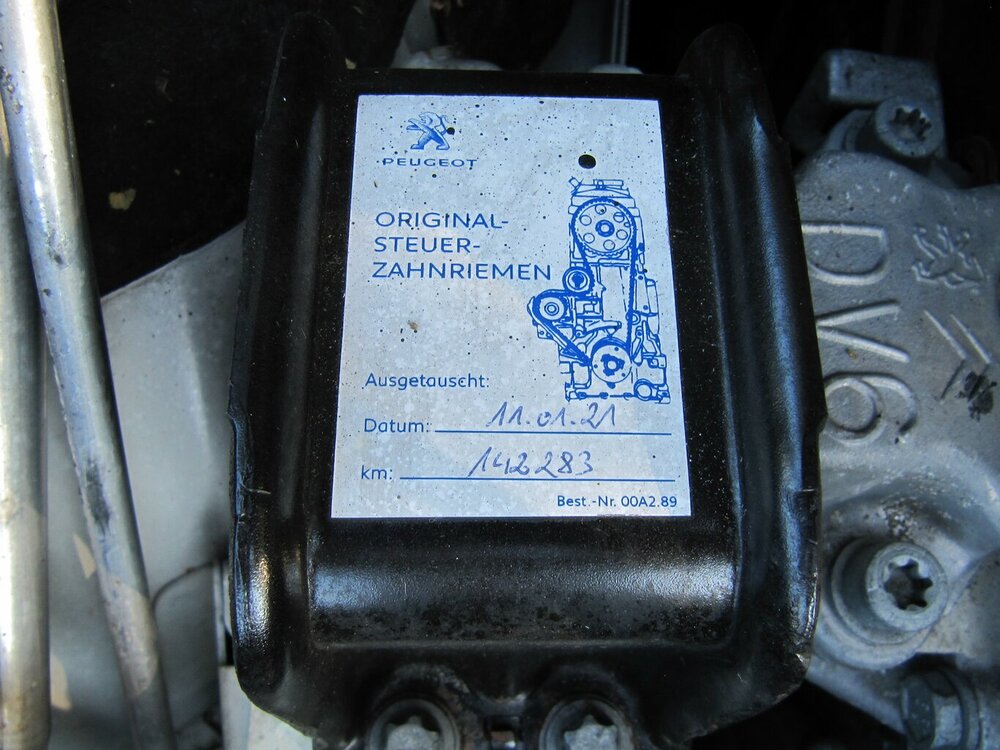 PEUGEOT
ORIGINAL-
STEUER-
ZAHNRIEMEN
Ausgetauscht:
Datum: 11.01.21
km: 142283
Best.-Nr. 00A2.89
DV6